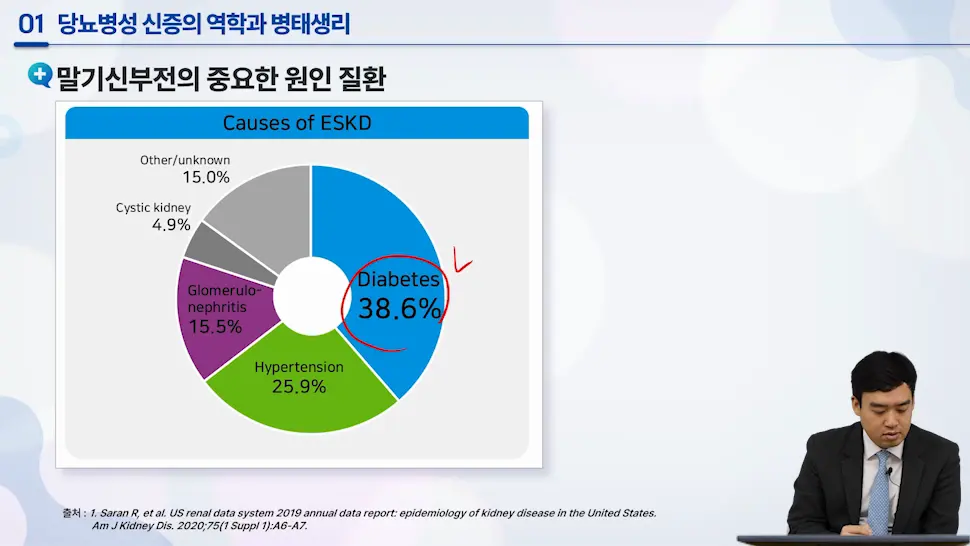 01 당뇨병성 신증의 역학과 병태생리
말기신부전의 중요한 원인 질환
Causes of ESKD
Other/unknown
15.0%
Cystic kidney
4.9%
Glomerulo-
nephritis
15.5%
Diabetes
38.6%
Hypertension
25.9%
출처 : 1. Saran R, et al. US renal data system 2019 annual data report: epidemiology of kidney disease in the United States.
Am J Kidney Dis. 2020;75(1 Suppl 1):A6-A7.